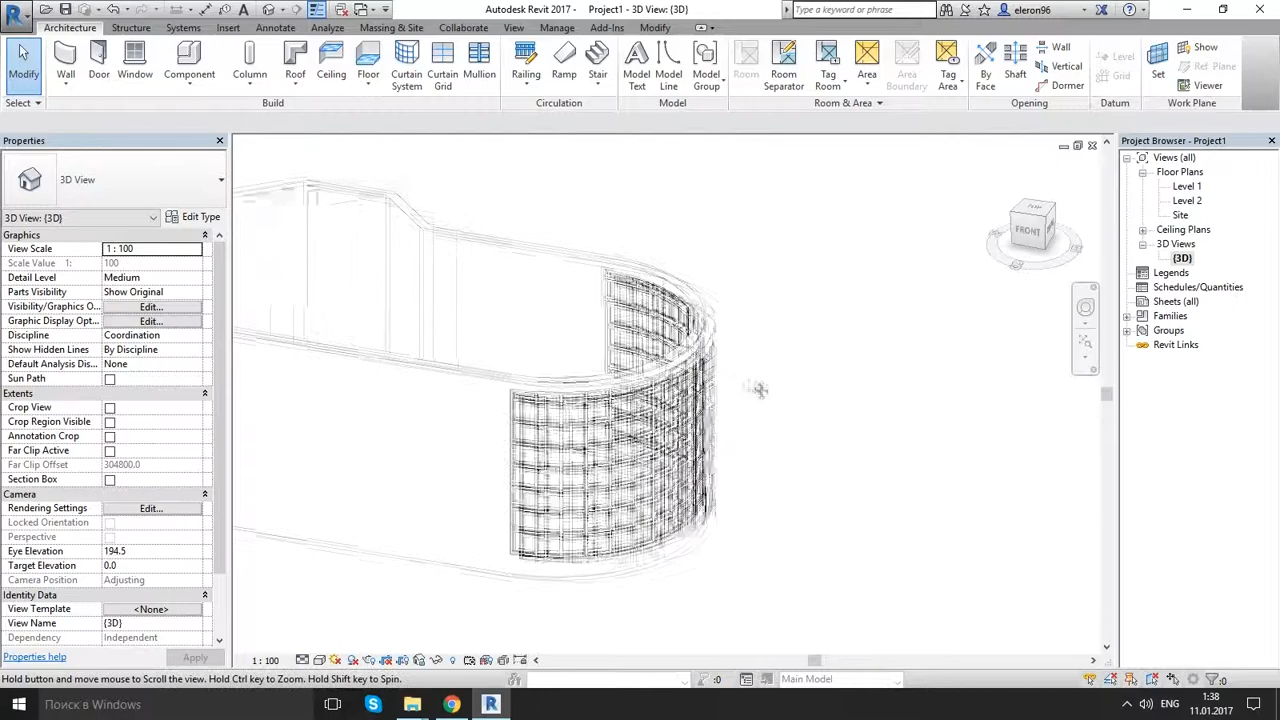 Autodesk Revit 2017 - Project1 - 3D View: {3D}
Type a keyword or phrase
eleron96
Architecture Structure Systems Insert Annotate Analyze Massing & Site Collaborate View Manage Add-Ins Modify
Modify Wall Door Window Component Column Roof Ceiling Floor Curtain System Curtain Grid Mullion Railing Ramp Stair Model Text Model Line Model Group Room Room Separator Tag Room Area Area Boundary Tag Area By Face Shaft Wall Vertical Dormer Level Grid Set Show Ref Plane Viewer
Select Build Circulation Model Room & Area Opening Datum Work Plane
Properties
3D View
3D View: {3D} Edit Type
Graphics
View Scale 1 : 100
Scale Value 1: 100
Detail Level Medium
Parts Visibility Show Original
Visibility/Graphics O... Edit...
Graphic Display Opt... Edit...
Discipline Coordination
Show Hidden Lines By Discipline
Default Analysis Dis... None
Sun Path
Extents
Crop View
Crop Region Visible
Annotation Crop
Far Clip Active
Far Clip Offset 304800.0
Section Box
Camera
Rendering Settings Edit...
Locked Orientation
Perspective
Eye Elevation 194.5
Target Elevation 0.0
Camera Position Adjusting
Identity Data
View Template <None>
View Name {3D}
Dependency Independent
Properties help Apply
FRONT
Project Browser - Project1
Views (all)
Floor Plans
Level 1
Level 2
Site
Ceiling Plans
3D Views
{3D}
Legends
Schedules/Quantities
Sheets (all)
Families
Groups
Revit Links
1 : 100
Hold button and move mouse to Scroll the view. Hold Ctrl key to Zoom. Hold Shift key to Spin.
:0 Main Model :0
Поиск в Windows
ENG
1:38
11.01.2017